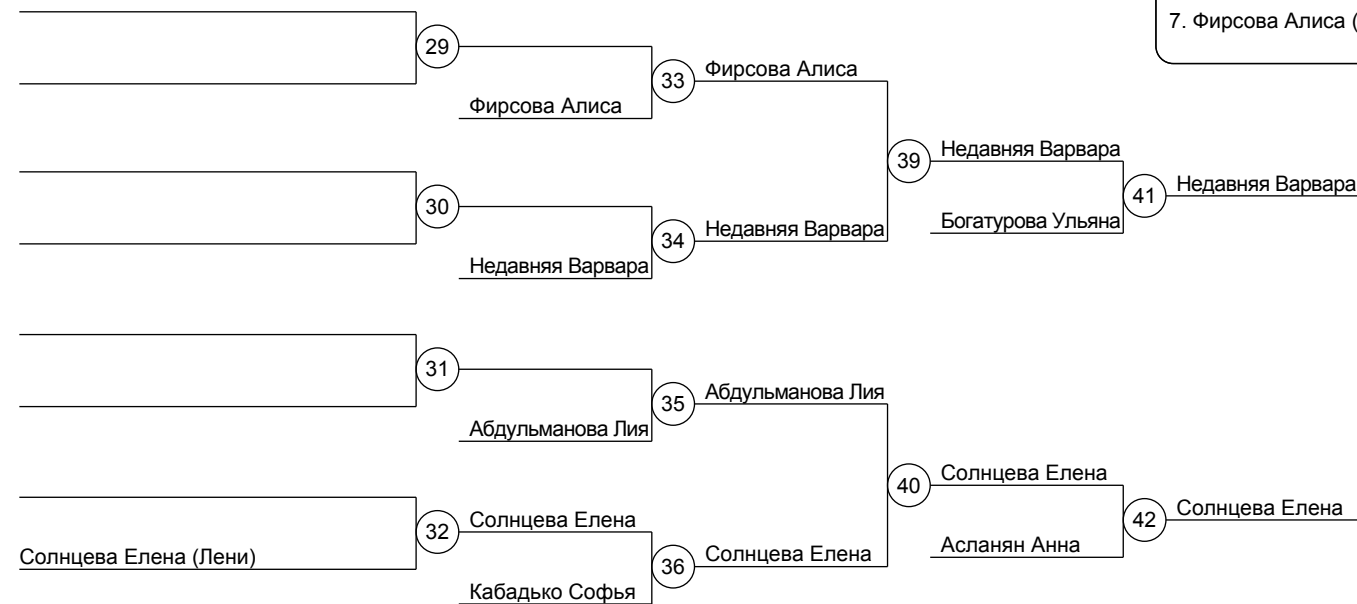 7. Фирсова Алиса (
29
33
Фирсова Алиса
Фирсова Алиса
39
Недавняя Варвара
41
Недавняя Варвара
30
34
Недавняя Варвара
Богатурова Ульяна
Недавняя Варвара
31
35
Абдульманова Лия
Абдульманова Лия
40
Солнцева Елена
42
Солнцева Елена
32
Солнцева Елена
Асланян Анна
Солнцева Елена (Лени)
36
Солнцева Елена
Кабадько Софья